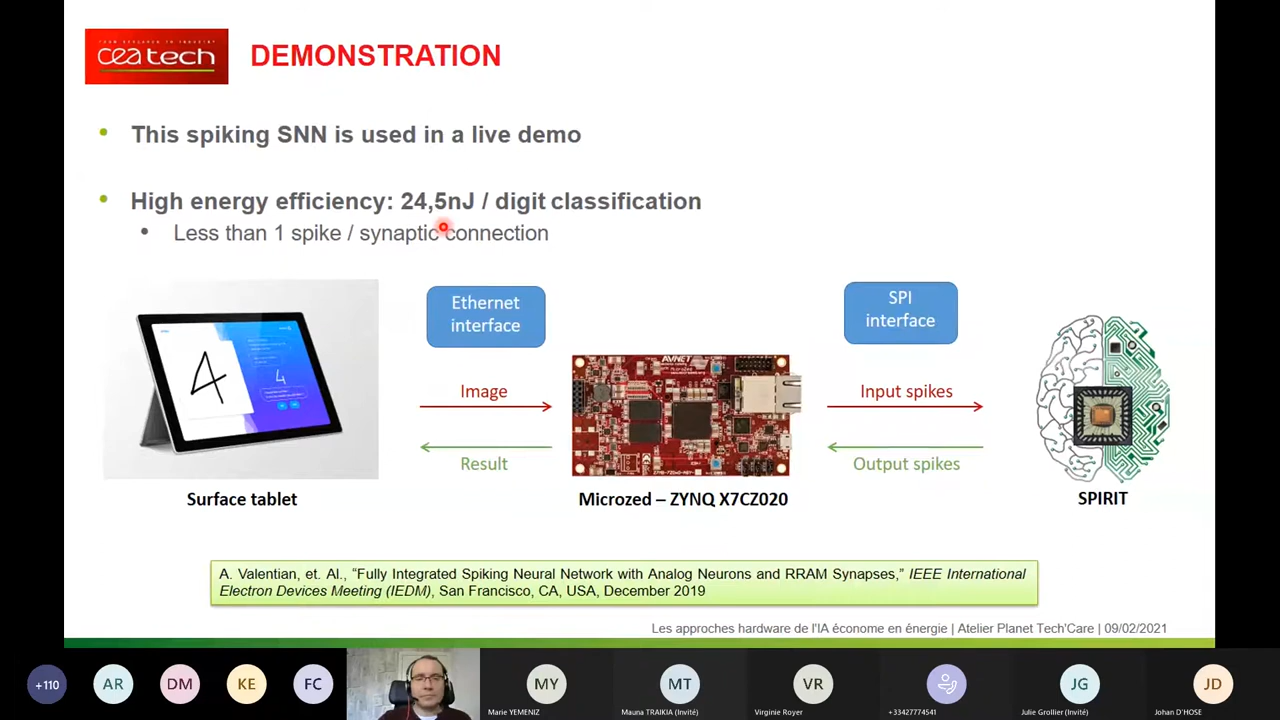 cea tech
DEMONSTRATION
This spiking SNN is used in a live demo
High energy efficiency: 24,5nJ / digit classification
Less than 1 spike / synaptic connection
Ethernet
interface
SPI
interface
4
4
AVNET
Image
Input spikes
Result
Output spikes
Surface tablet
Microzed – ZYNQ X7CZ020
SPIRIT
A. Valentian, et. Al., “Fully Integrated Spiking Neural Network with Analog Neurons and RRAM Synapses,” IEEE International
Electron Devices Meeting (IEDM), San Francisco, CA, USA, December 2019
Les approches hardware de l'IA économe en énergie | Atelier Planet Tech'Care | 09/02/2021
+110
AR
DM
KE
FC
MY
MT
VR
JG
JD
Marie YEMENIZ
Mauna TRAIKIA (Invité)
Virginie Royer
+33427774541
Julie Grollier (Invité)
Johan D'HOSE